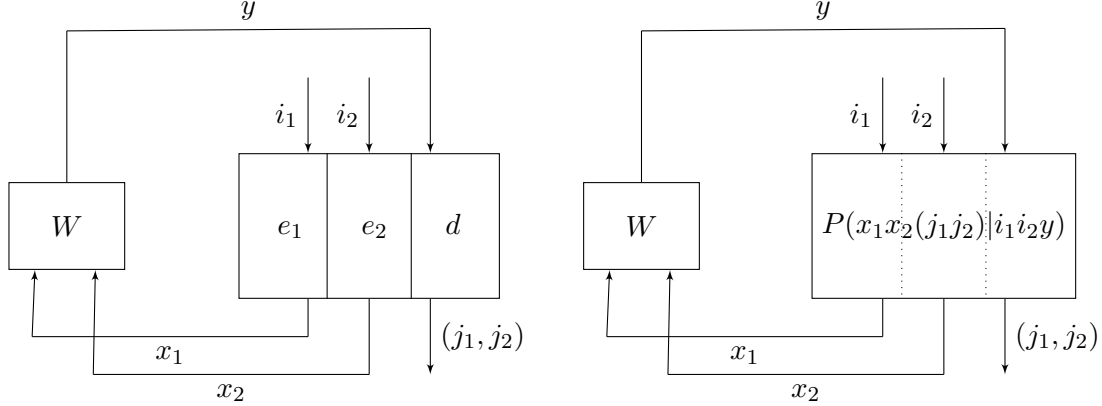 y
i₁ i₂
W
e₁ e₂ d
x₁
x₂
(j₁, j₂)
y
i₁ i₂
W
P(x₁x₂(j₁j₂)|i₁i₂y)
x₁
x₂
(j₁, j₂)